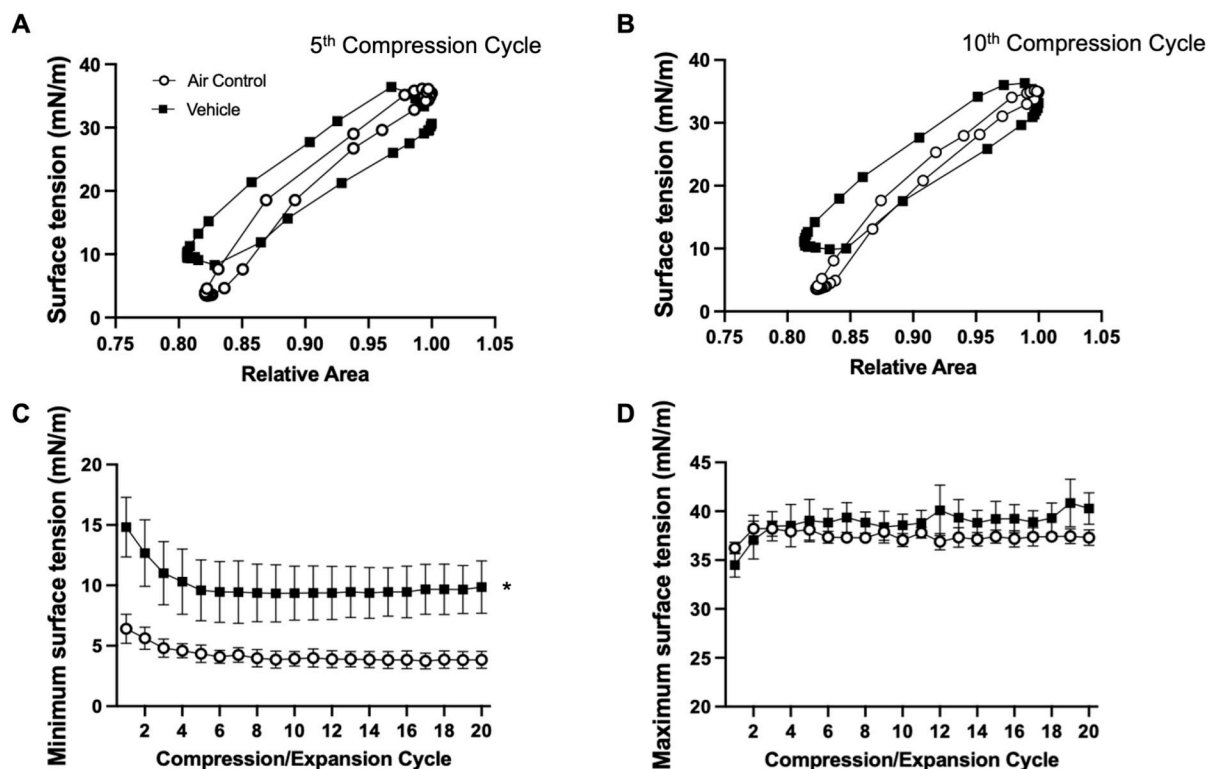 A
5th Compression Cycle
Surface tension (mN/m)
40
30
20
10
0
Air Control
Vehicle
0.75 0.80 0.85 0.90 0.95 1.00 1.05
Relative Area
B
10th Compression Cycle
Surface tension (mN/m)
40
30
20
10
0
0.75 0.80 0.85 0.90 0.95 1.00 1.05
Relative Area
C
Minimum surface tension (mN/m)
20
15
10
5
0
*
2 4 6 8 10 12 14 16 18 20
Compression/Expansion Cycle
D
Maximum surface tension (mN/m)
45
40
35
30
25
20
2 4 6 8 10 12 14 16 18 20
Compression/Expansion Cycle